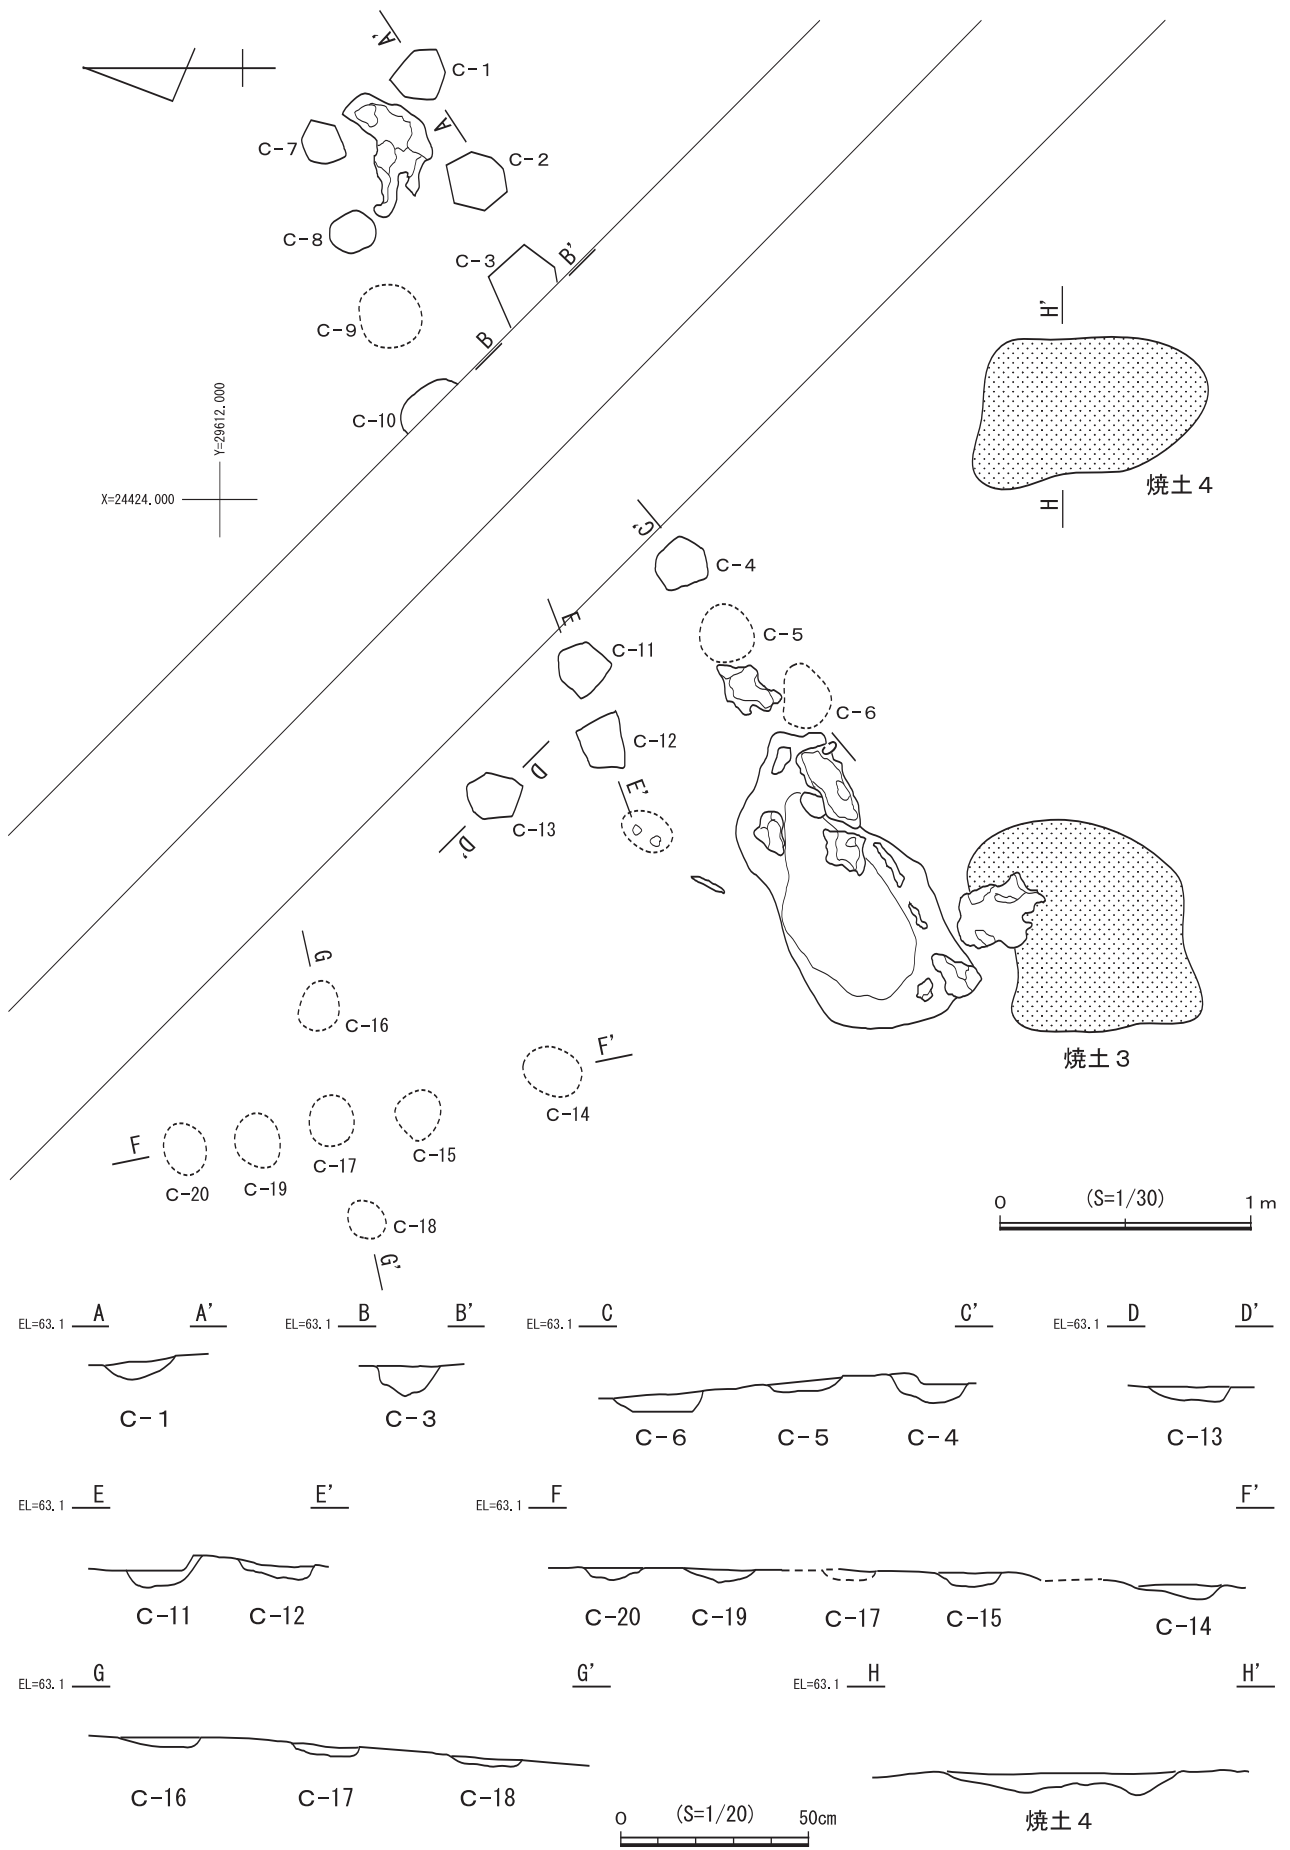 A'
C-1
A
C-7
C-2
C-8
C-3
B'
C-9
B
C-10
Y=29612.000
X=24424.000
H'
H
焼土4
C'
C-4
E
C-5
C-11
C-6
C-12
C
D
E'
C-13
D'
焼土3
G
C-16
F'
C-14
F
C-20
C-19
C-17
C-15
C-18
G'
0 (S=1/30) 1m
EL=63.1 A A'
C-1
EL=63.1 B B'
C-3
EL=63.1 C C'
C-6 C-5 C-4
EL=63.1 D D'
C-13
EL=63.1 E E'
C-11 C-12
EL=63.1 F F'
C-20 C-19 C-17 C-15 C-14
EL=63.1 G G'
C-16 C-17 C-18
EL=63.1 H H'
焼土4
0 (S=1/20) 50cm